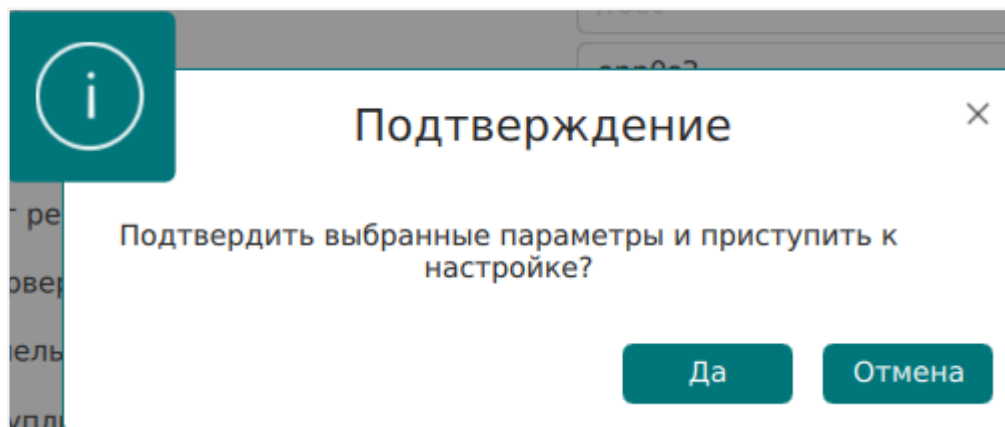 Подтверждение
Подтвердить выбранные параметры и приступить к
настройке?
Да
Отмена